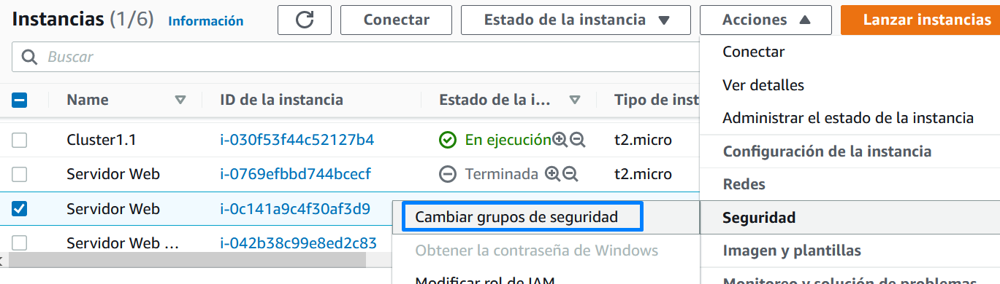 Instancias (1/6) Información Conectar Estado de la instancia Acciones Lanzar instancias
Buscar
Conectar
Ver detalles
Administrar el estado de la instancia
Configuración de la instancia
Redes
Seguridad
Imagen y plantillas
Monitoreo y solución de problemas
Name ID de la instancia Estado de la i... Tipo de inst
Cluster1.1 i-030f53f44c52127b4 En ejecución t2.micro
Servidor Web i-0769efbbd744bcecf Terminada t2.micro
Servidor Web i-0c141a9c4f30af3d9
Servidor Web ... i-042b38c99e8ed2c83
Cambiar grupos de seguridad
Obtener la contraseña de Windows
Modificar rol de IAM